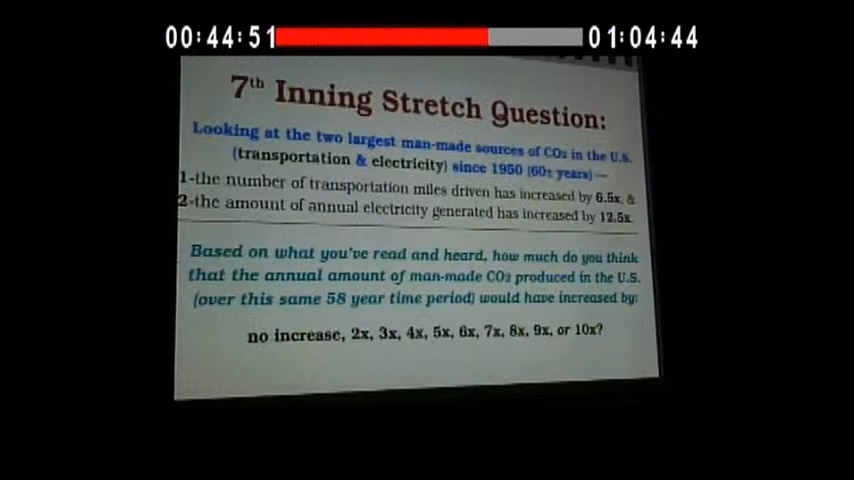 00:44:51 01:04:44
7th Inning Stretch Question:
Looking at the two largest man-made sources of CO2 in the U.S.
(transportation & electricity) since 1950 (60± years) —
1-the number of transportation miles driven has increased by 6.5x, &
2-the amount of annual electricity generated has increased by 12.5x.
Based on what you've read and heard, how much do you think
that the annual amount of man-made CO2 produced in the U.S.
(over this same 58 year time period) would have increased by:
no increase, 2x, 3x, 4x, 5x, 6x, 7x, 8x, 9x, or 10x?